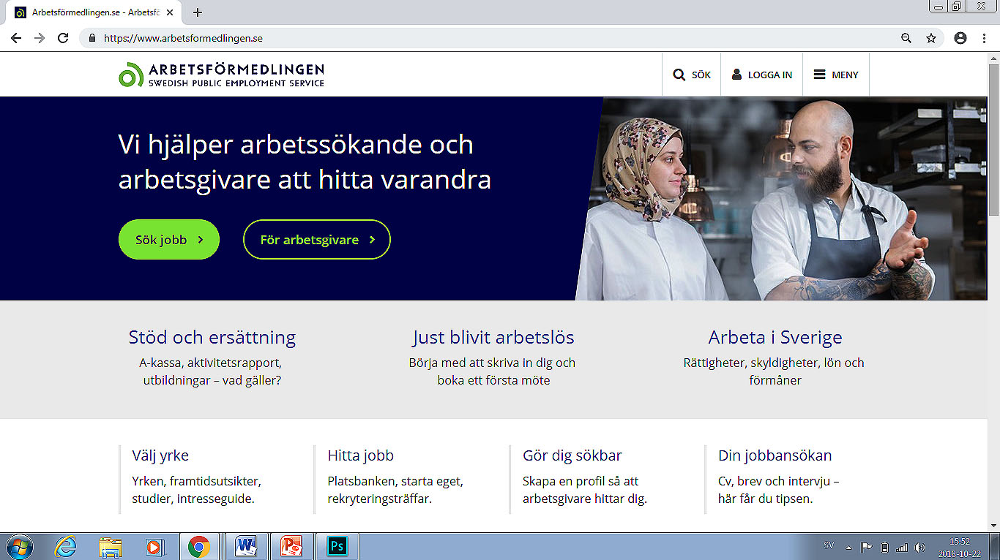 Arbetsförmedlingen.se - Arbetsfö
https://www.arbetsformedlingen.se
ARBETSFÖRMEDLINGEN
SWEDISH PUBLIC EMPLOYMENT SERVICE
SÖK
LOGGA IN
MENY
Vi hjälper arbetssökande och
arbetsgivare att hitta varandra
Sök jobb
För arbetsgivare
Stöd och ersättning
A-kassa, aktivitetsrapport,
utbildningar – vad gäller?
Just blivit arbetslös
Börja med att skriva in dig och
boka ett första möte
Arbeta i Sverige
Rättigheter, skyldigheter, lön och
förmåner
Välj yrke
Yrken, framtidsutsikter,
studier, intresseguide.
Hitta jobb
Platsbanken, starta eget,
rekryteringsträffar.
Gör dig sökbar
Skapa en profil så att
arbetsgivare hittar dig.
Din jobbansökan
Cv, brev och intervju –
här får du tipsen.
Ps
SV
15:52
2018-10-22